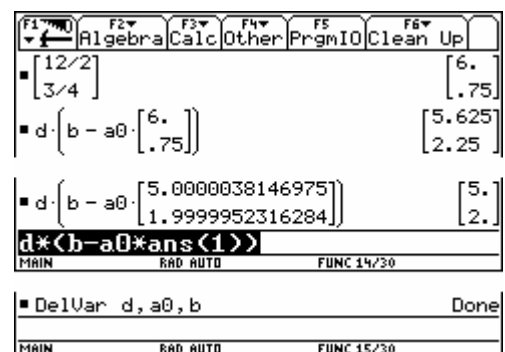 F1 F2 F3 F4 F5 F6
Algebra Calc Other PrgmIO Clean Up
[12/2] [6. ]
[3/4 ] [.75]
d·(b - a0·[6. ]) [5.625]
[.75] [2.25 ]
d·(b - a0·[5.0000038146975]) [5.]
[1.9999952316284] [2.]
d*(b-a0*ans(1))
MAIN RAD AUTO FUNC 14/30
DelVar d,a0,b Done
MAIN RAD AUTO FUNC 15/30